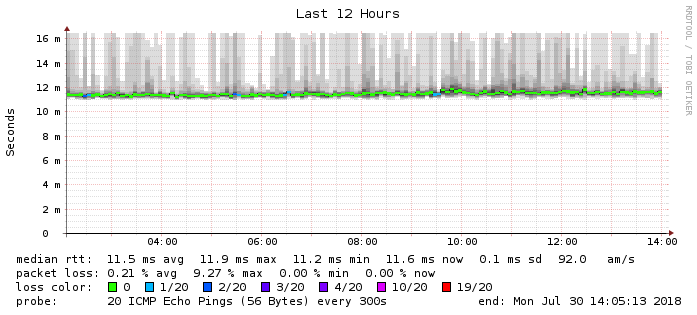 Last 12 Hours
RRDTOOL / TOBI OETIKER
Seconds
16 m
14 m
12 m
10 m
8 m
6 m
4 m
2 m
0
04:00 06:00 08:00 10:00 12:00 14:00
median rtt: 11.5 ms avg 11.9 ms max 11.2 ms min 11.6 ms now 0.1 ms sd 92.0 am/s
packet loss: 0.21 % avg 9.27 % max 0.00 % min 0.00 % now
loss color: 0 1/20 2/20 3/20 4/20 10/20 19/20
probe: 20 ICMP Echo Pings (56 Bytes) every 300s end: Mon Jul 30 14:05:13 2018